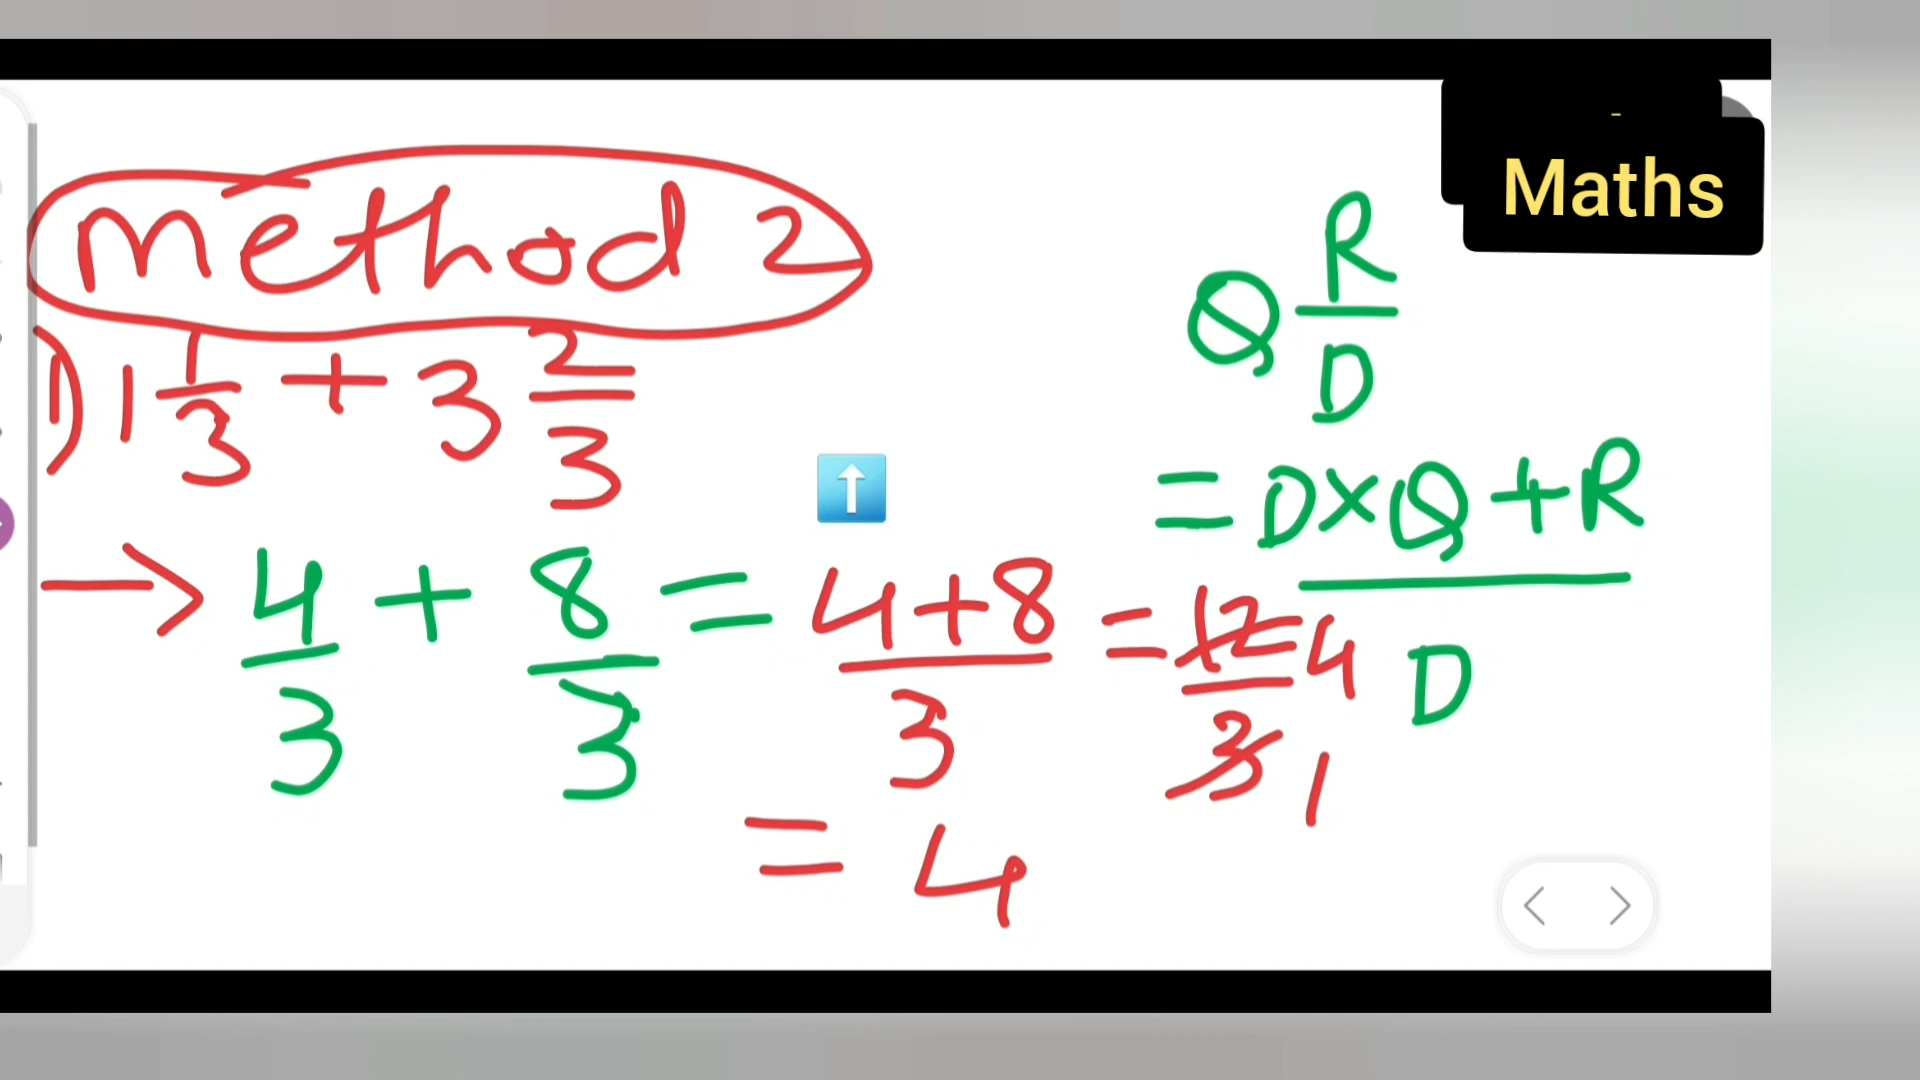 Maths
Method 2
Q R/D
1) 1 1/3 + 3 2/3
= D×Q+R / D
→ 4/3 + 8/3 = 4+8/3 = 12/3 4 1
= 4